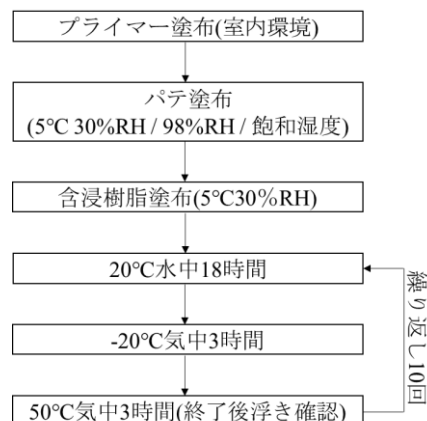 プライマー塗布(室内環境)
パテ塗布
(5℃ 30%RH / 98%RH / 飽和湿度)
含浸樹脂塗布(5℃30%RH)
20℃水中18時間
-20℃気中3時間
50℃気中3時間(終了後浮き確認)
繰り返し10回